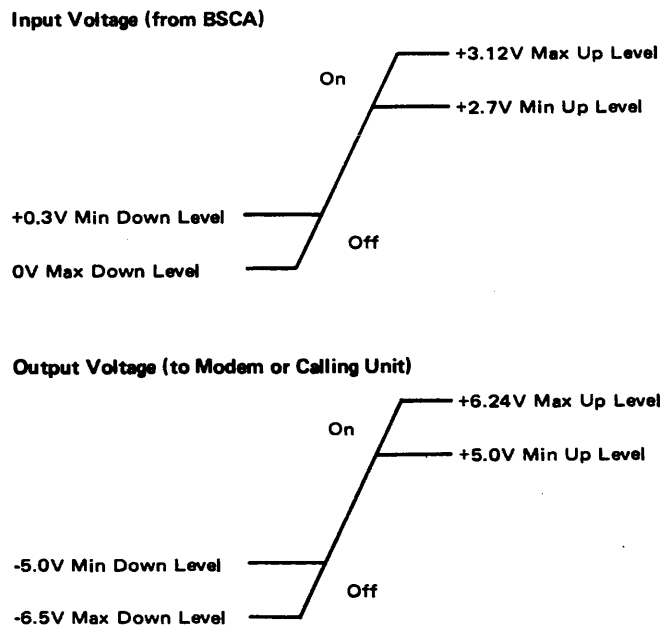 Input Voltage (from BSCA)
+3.12V Max Up Level
On
+2.7V Min Up Level
+0.3V Min Down Level
Off
0V Max Down Level
Output Voltage (to Modem or Calling Unit)
+6.24V Max Up Level
On
+5.0V Min Up Level
-5.0V Min Down Level
Off
-6.5V Max Down Level